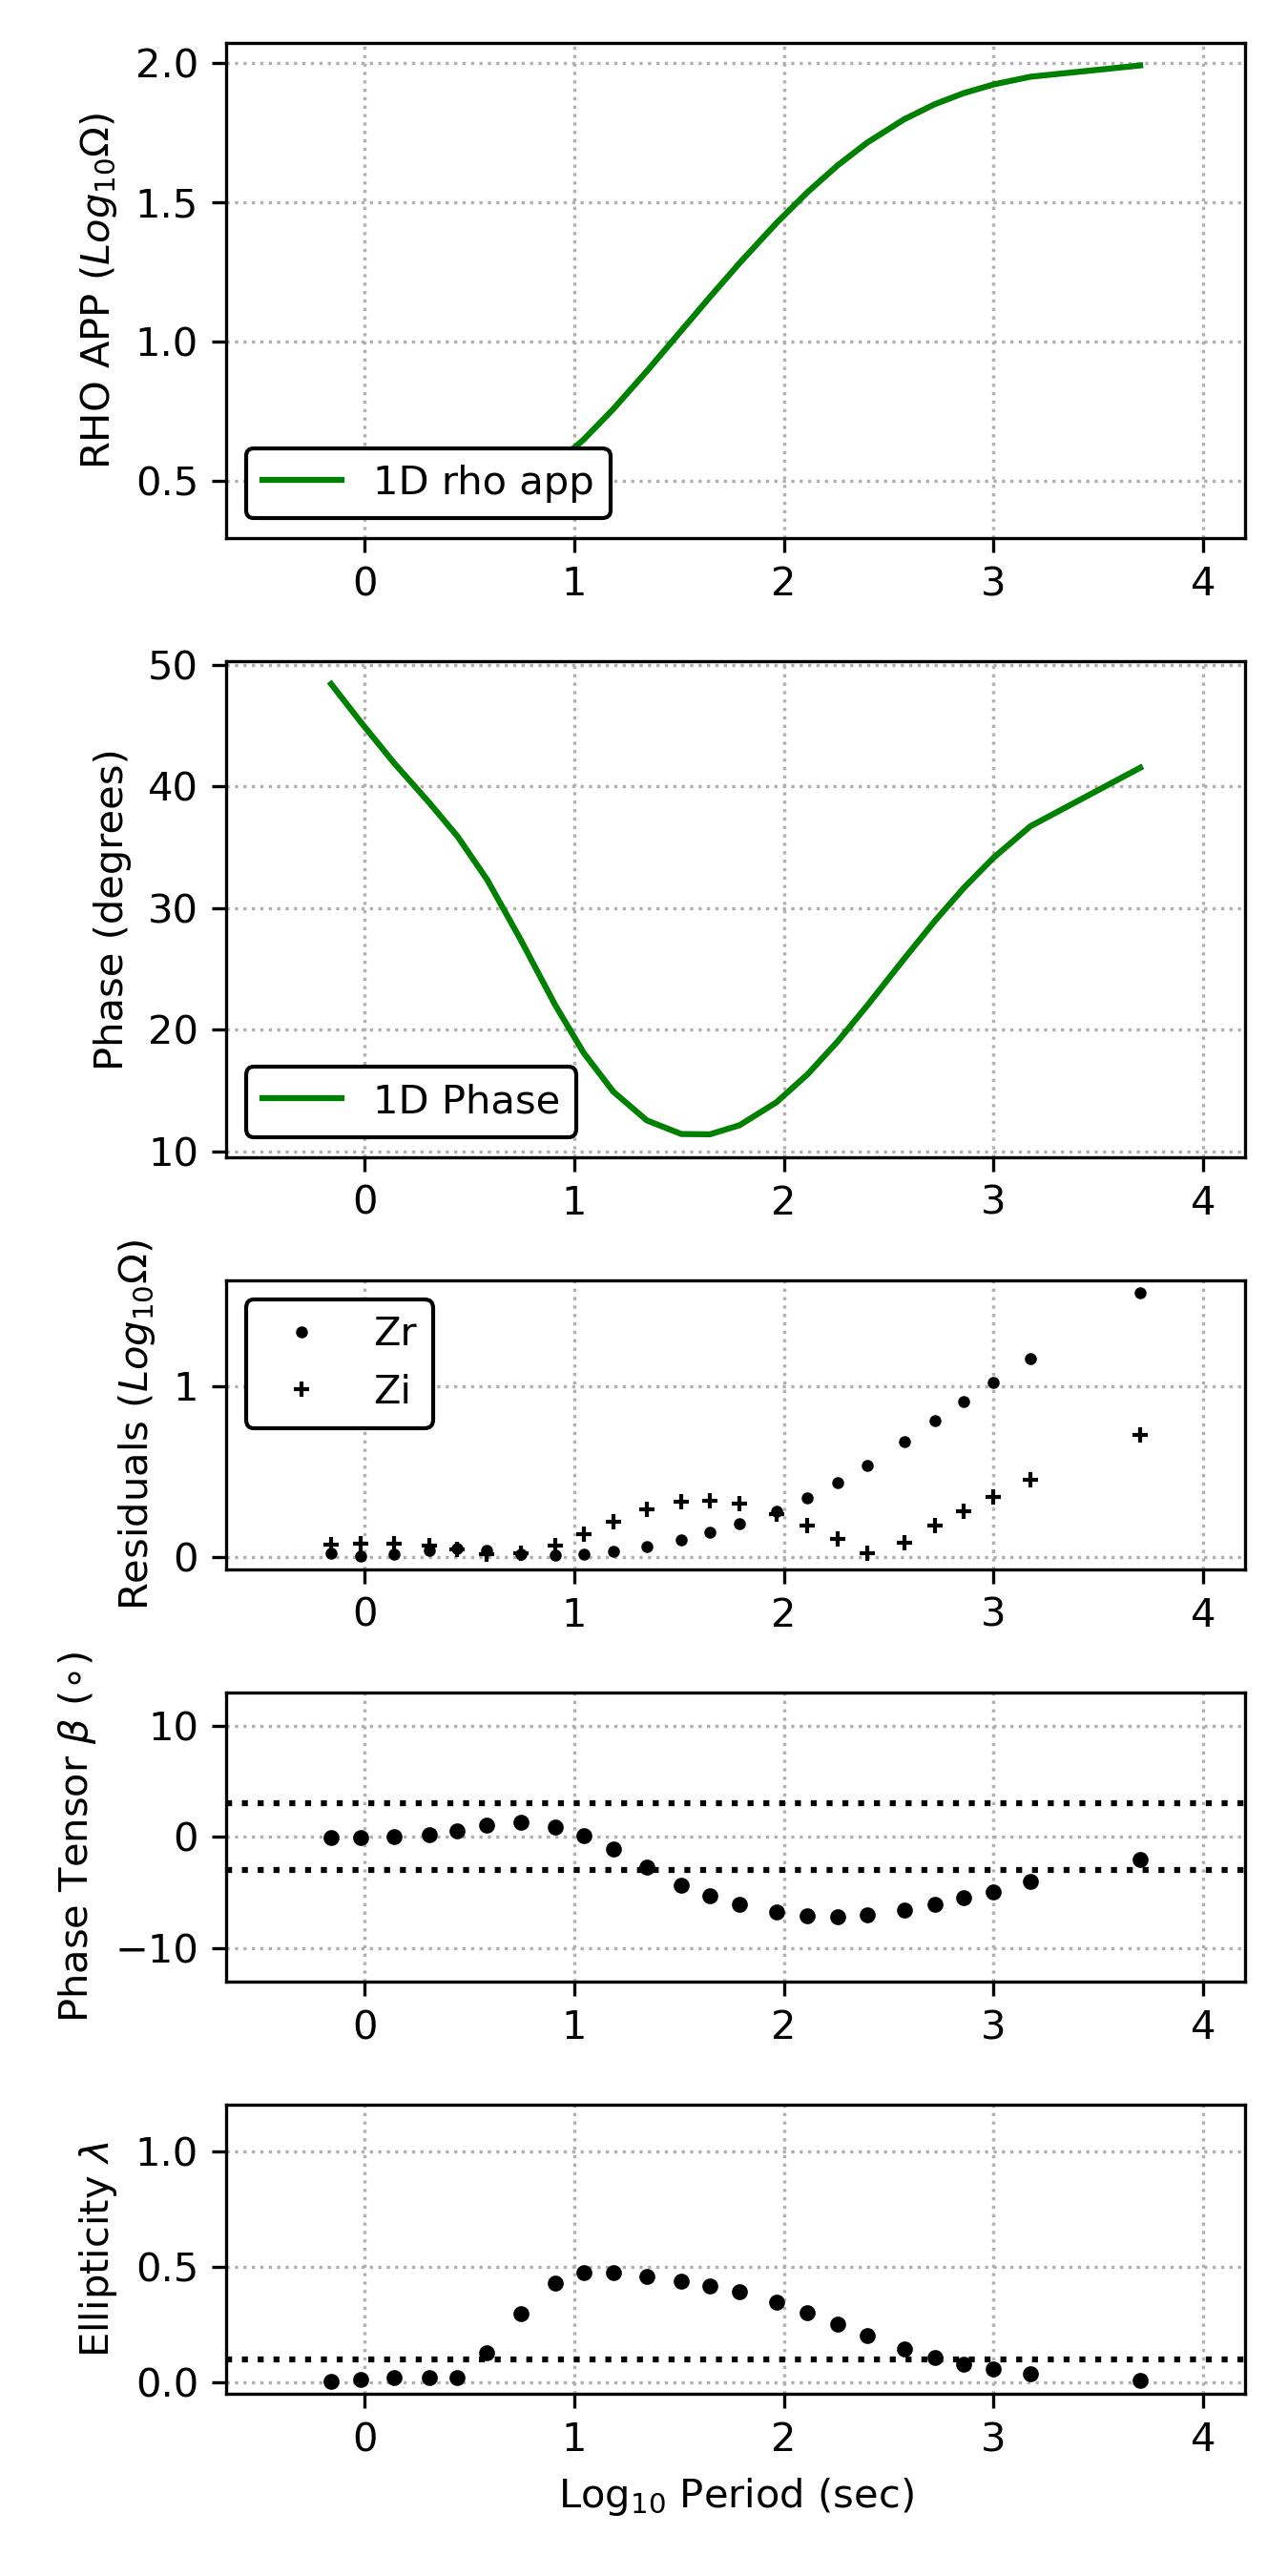 RHO APP (Log₁₀Ω)
2.0
1.5
1.0
0.5
1D rho app
0 1 2 3 4
Phase (degrees)
50
40
30
20
10
1D Phase
0 1 2 3 4
Residuals (Log₁₀Ω)
1
0
Zr
Zi
0 1 2 3 4
Phase Tensor β (∘)
10
0
−10
0 1 2 3 4
Ellipticity λ
1.0
0.5
0.0
0 1 2 3 4
Log₁₀ Period (sec)